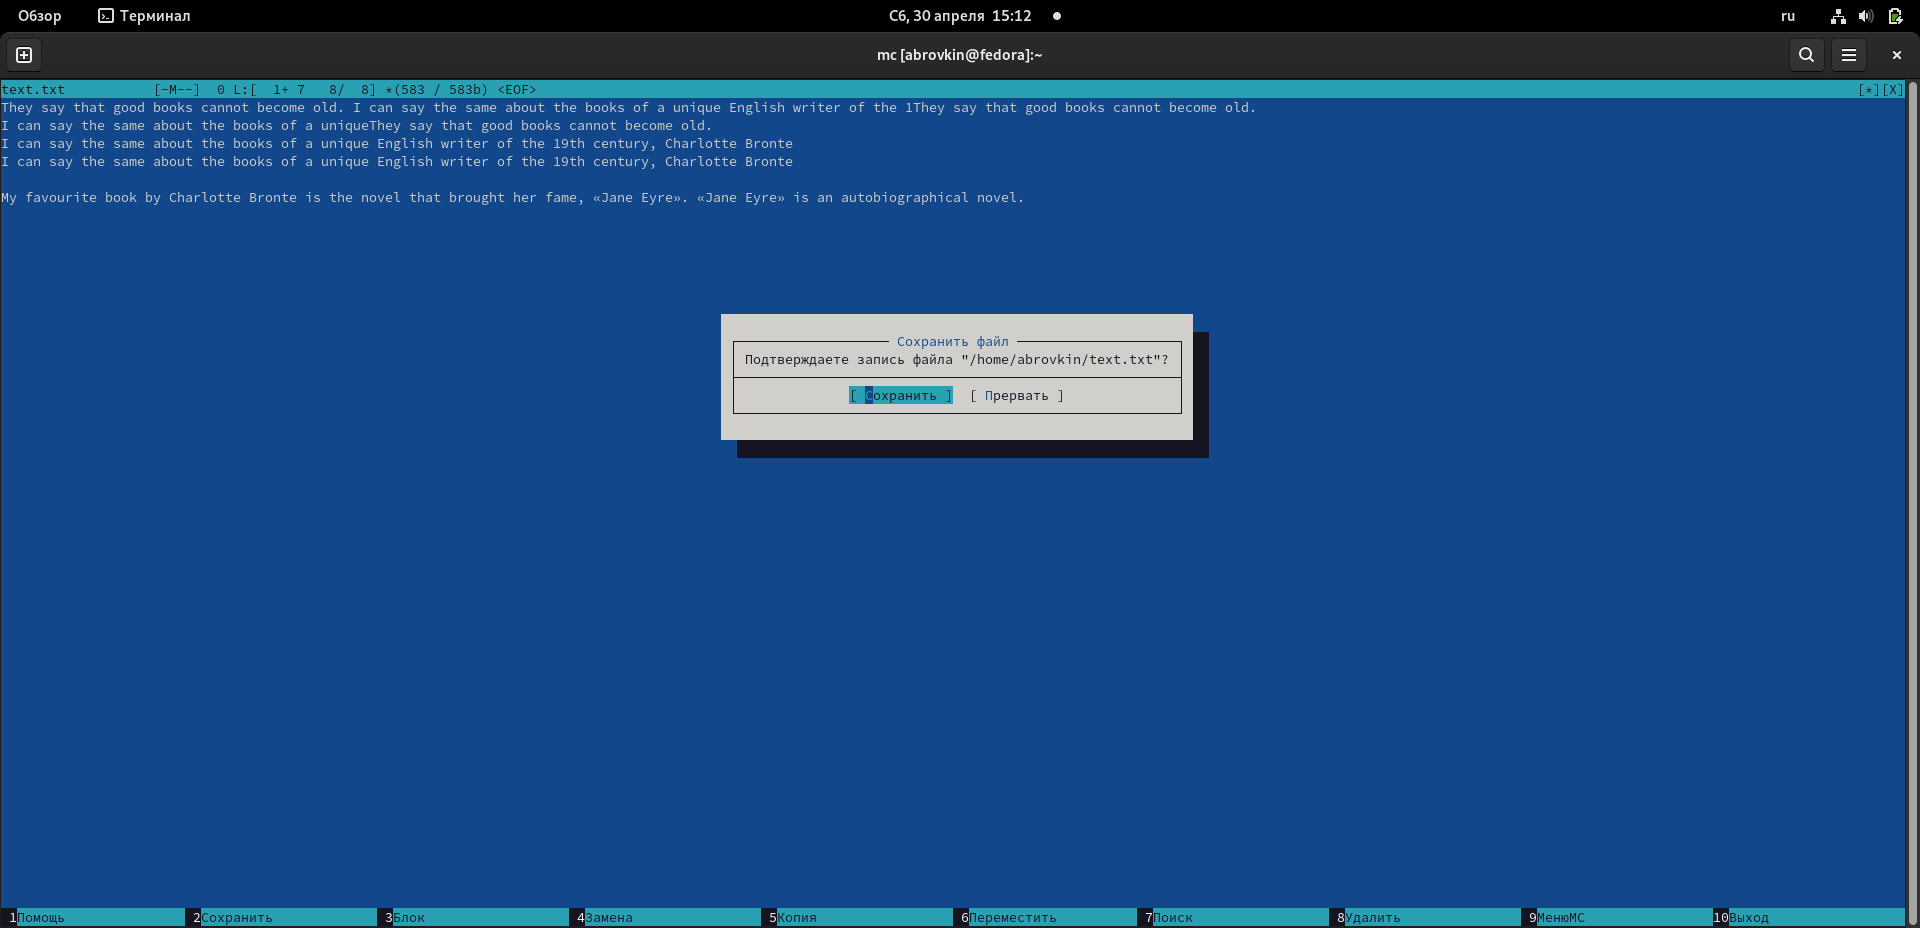 Обзор Терминал Сб, 30 апреля 15:12 ru
mc [abrovkin@fedora]:~
text.txt [-M--] 0 L:[ 1+ 7 8/ 8] *(583 / 583b) <EOF> [*][X]
They say that good books cannot become old. I can say the same about the books of a unique English writer of the 1They say that good books cannot become old.
I can say the same about the books of a uniqueThey say that good books cannot become old.
I can say the same about the books of a unique English writer of the 19th century, Charlotte Bronte
I can say the same about the books of a unique English writer of the 19th century, Charlotte Bronte
My favourite book by Charlotte Bronte is the novel that brought her fame, «Jane Eyre». «Jane Eyre» is an autobiographical novel.
Сохранить файл
Подтверждаете запись файла "/home/abrovkin/text.txt"?
[ Сохранить ] [ Прервать ]
1Помощь 2Сохранить 3Блок 4Замена 5Копия 6Переместить 7Поиск 8Удалить 9МенюMC 10Выход